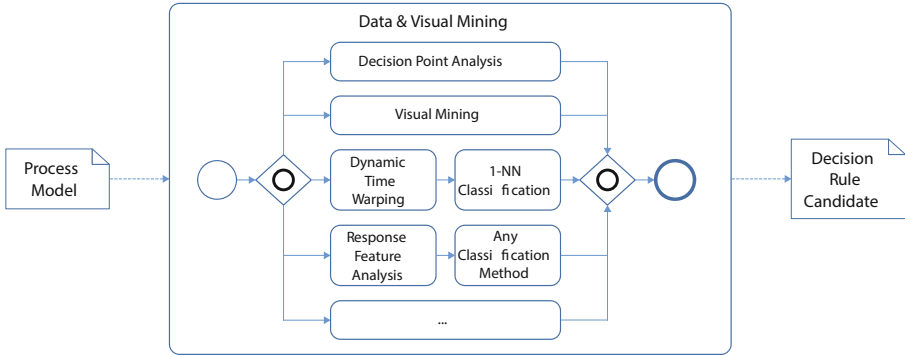 Data & Visual Mining
Decision Point Analysis
Visual Mining
Process
Model
Dynamic
Time
Warping
1-NN
Classi fication
Decision
Rule
Candidate
Response
Feature
Analysis
Any
Classi fication
Method
...